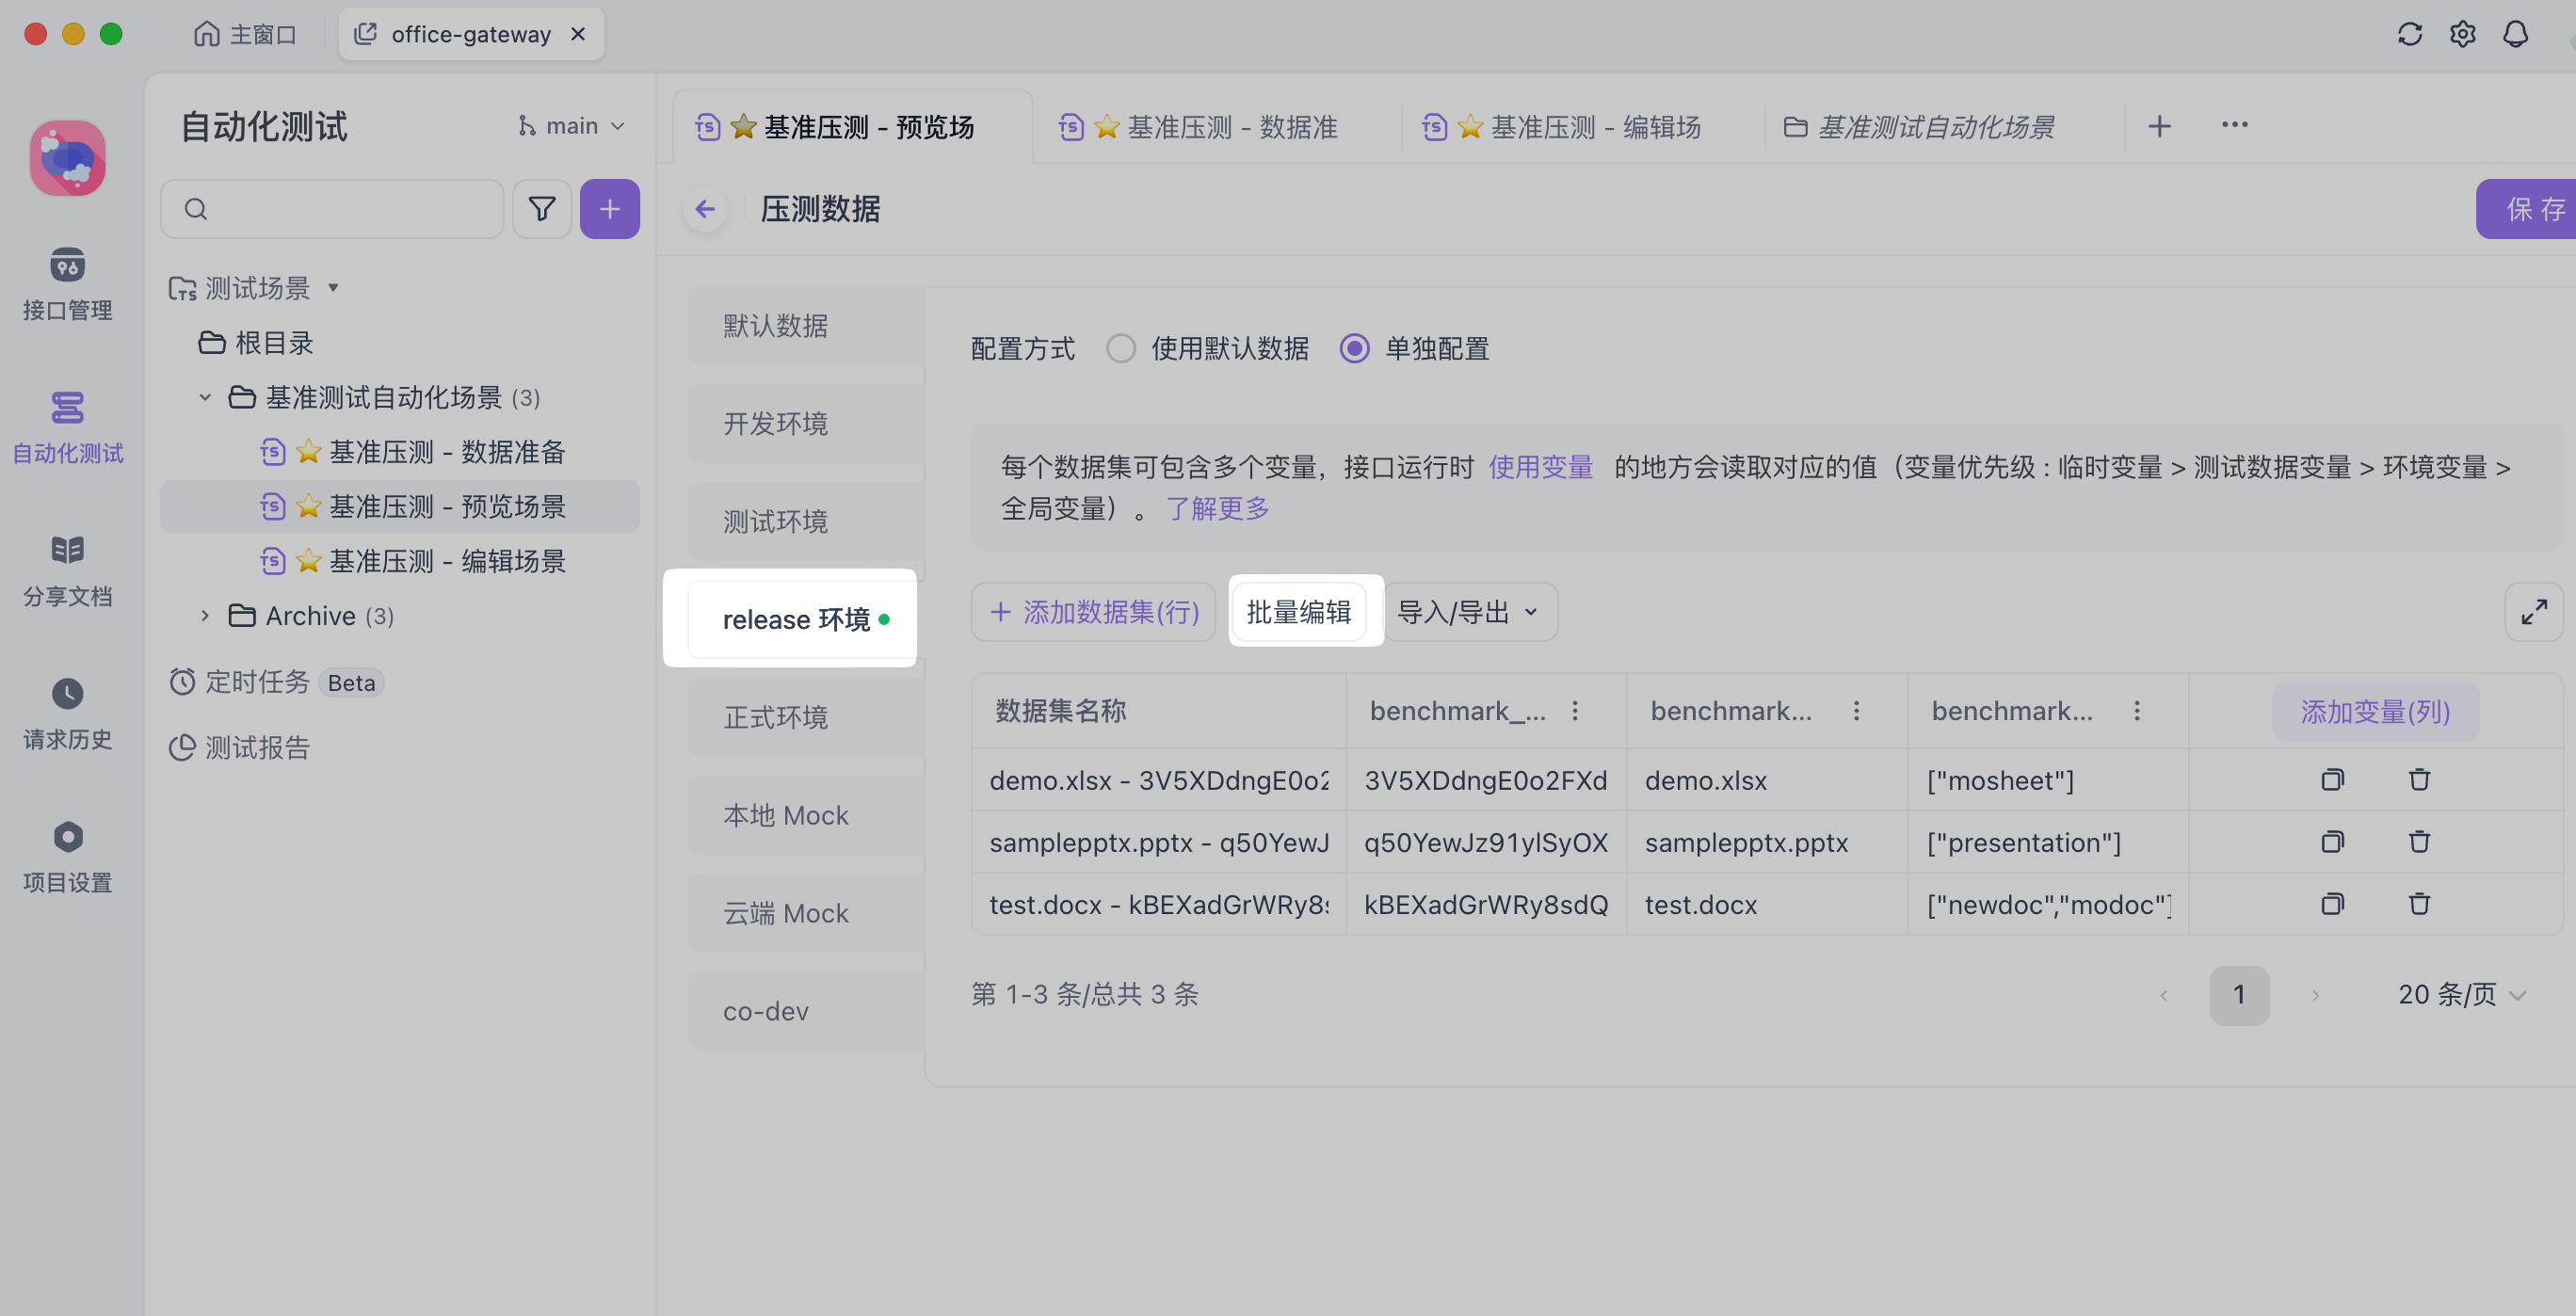 主窗口
office-gateway
自动化测试
main
接口管理
自动化测试
分享文档
请求历史
项目设置
测试场景
根目录
基准测试自动化场景 (3)
基准压测 - 数据准备
基准压测 - 预览场景
基准压测 - 编辑场景
Archive (3)
定时任务 Beta
测试报告
基准压测 - 预览场
基准压测 - 数据准
基准压测 - 编辑场
基准测试自动化场景
压测数据
保 存
默认数据
开发环境
测试环境
release 环境
正式环境
本地 Mock
云端 Mock
co-dev
配置方式 使用默认数据 单独配置
每个数据集可包含多个变量，接口运行时 使用变量 的地方会读取对应的值（变量优先级 : 临时变量 > 测试数据变量 > 环境变量 >
全局变量）。 了解更多
添加数据集(行) 批量编辑 导入/导出
数据集名称 benchmark_... benchmark... benchmark... 添加变量(列)
demo.xlsx - 3V5XDdngE0o2 3V5XDdngE0o2FXd demo.xlsx ["mosheet"]
samplepptx.pptx - q50YewJ q50YewJz91ylSyOX samplepptx.pptx ["presentation"]
test.docx - kBEXadGrWRy8s kBEXadGrWRy8sdQ test.docx ["newdoc","modoc"]
第 1-3 条/总共 3 条 1 20 条/页